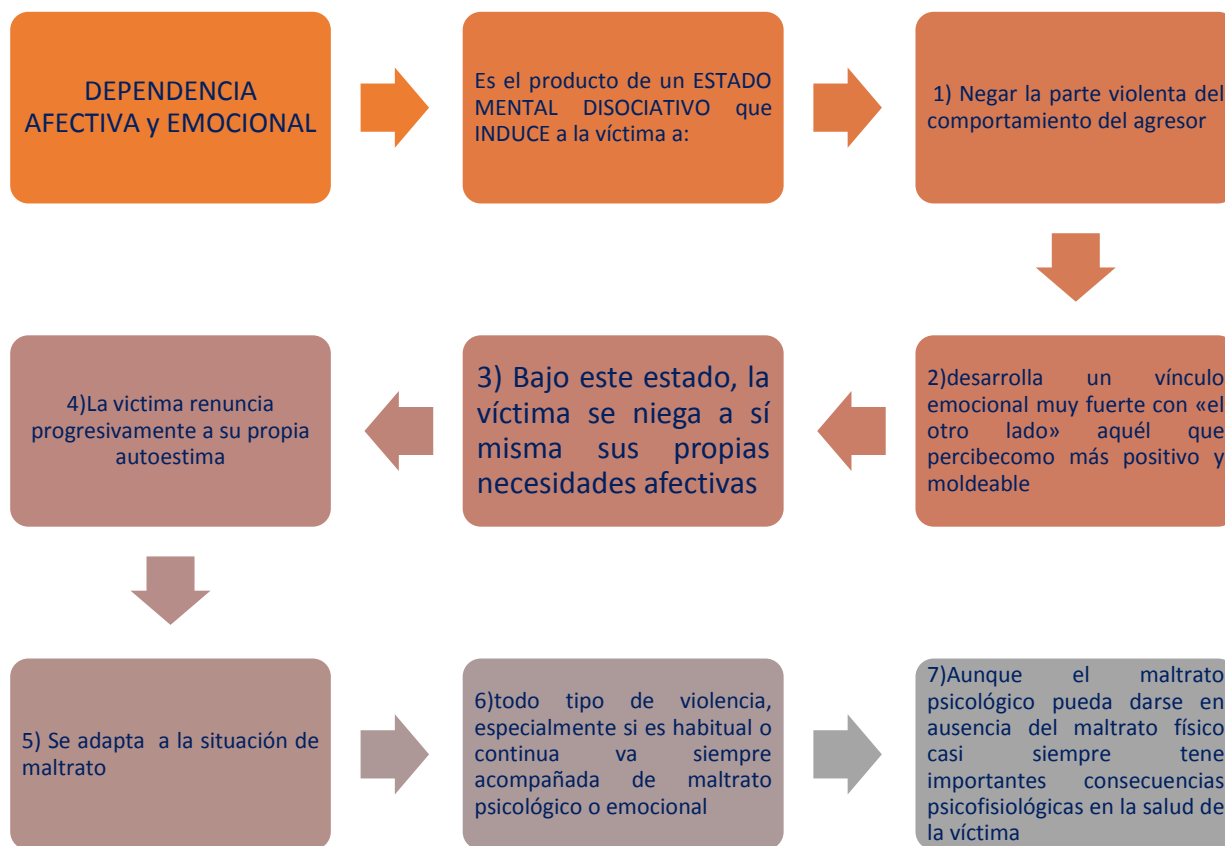 DEPENDENCIA
AFECTIVA y EMOCIONAL
Es el producto de un ESTADO
MENTAL DISOCIATIVO que
INDUCE a la víctima a:
1) Negar la parte violenta del
comportamiento del agresor
2)desarrolla un vínculo
emocional muy fuerte con «el
otro lado» aquél que
percibecomo más positivo y
moldeable
3) Bajo este estado, la
víctima se niega a sí
misma sus propias
necesidades afectivas
4)La victima renuncia
progresivamente a su propia
autoestima
5) Se adapta a la situación de
maltrato
6)todo tipo de violencia,
especialmente si es habitual o
continua va siempre
acompañada de maltrato
psicológico o emocional
7)Aunque el maltrato
psicológico pueda darse en
ausencia del maltrato físico
casi siempre tene
importantes consecuencias
psicofisiológicas en la salud de
la víctima